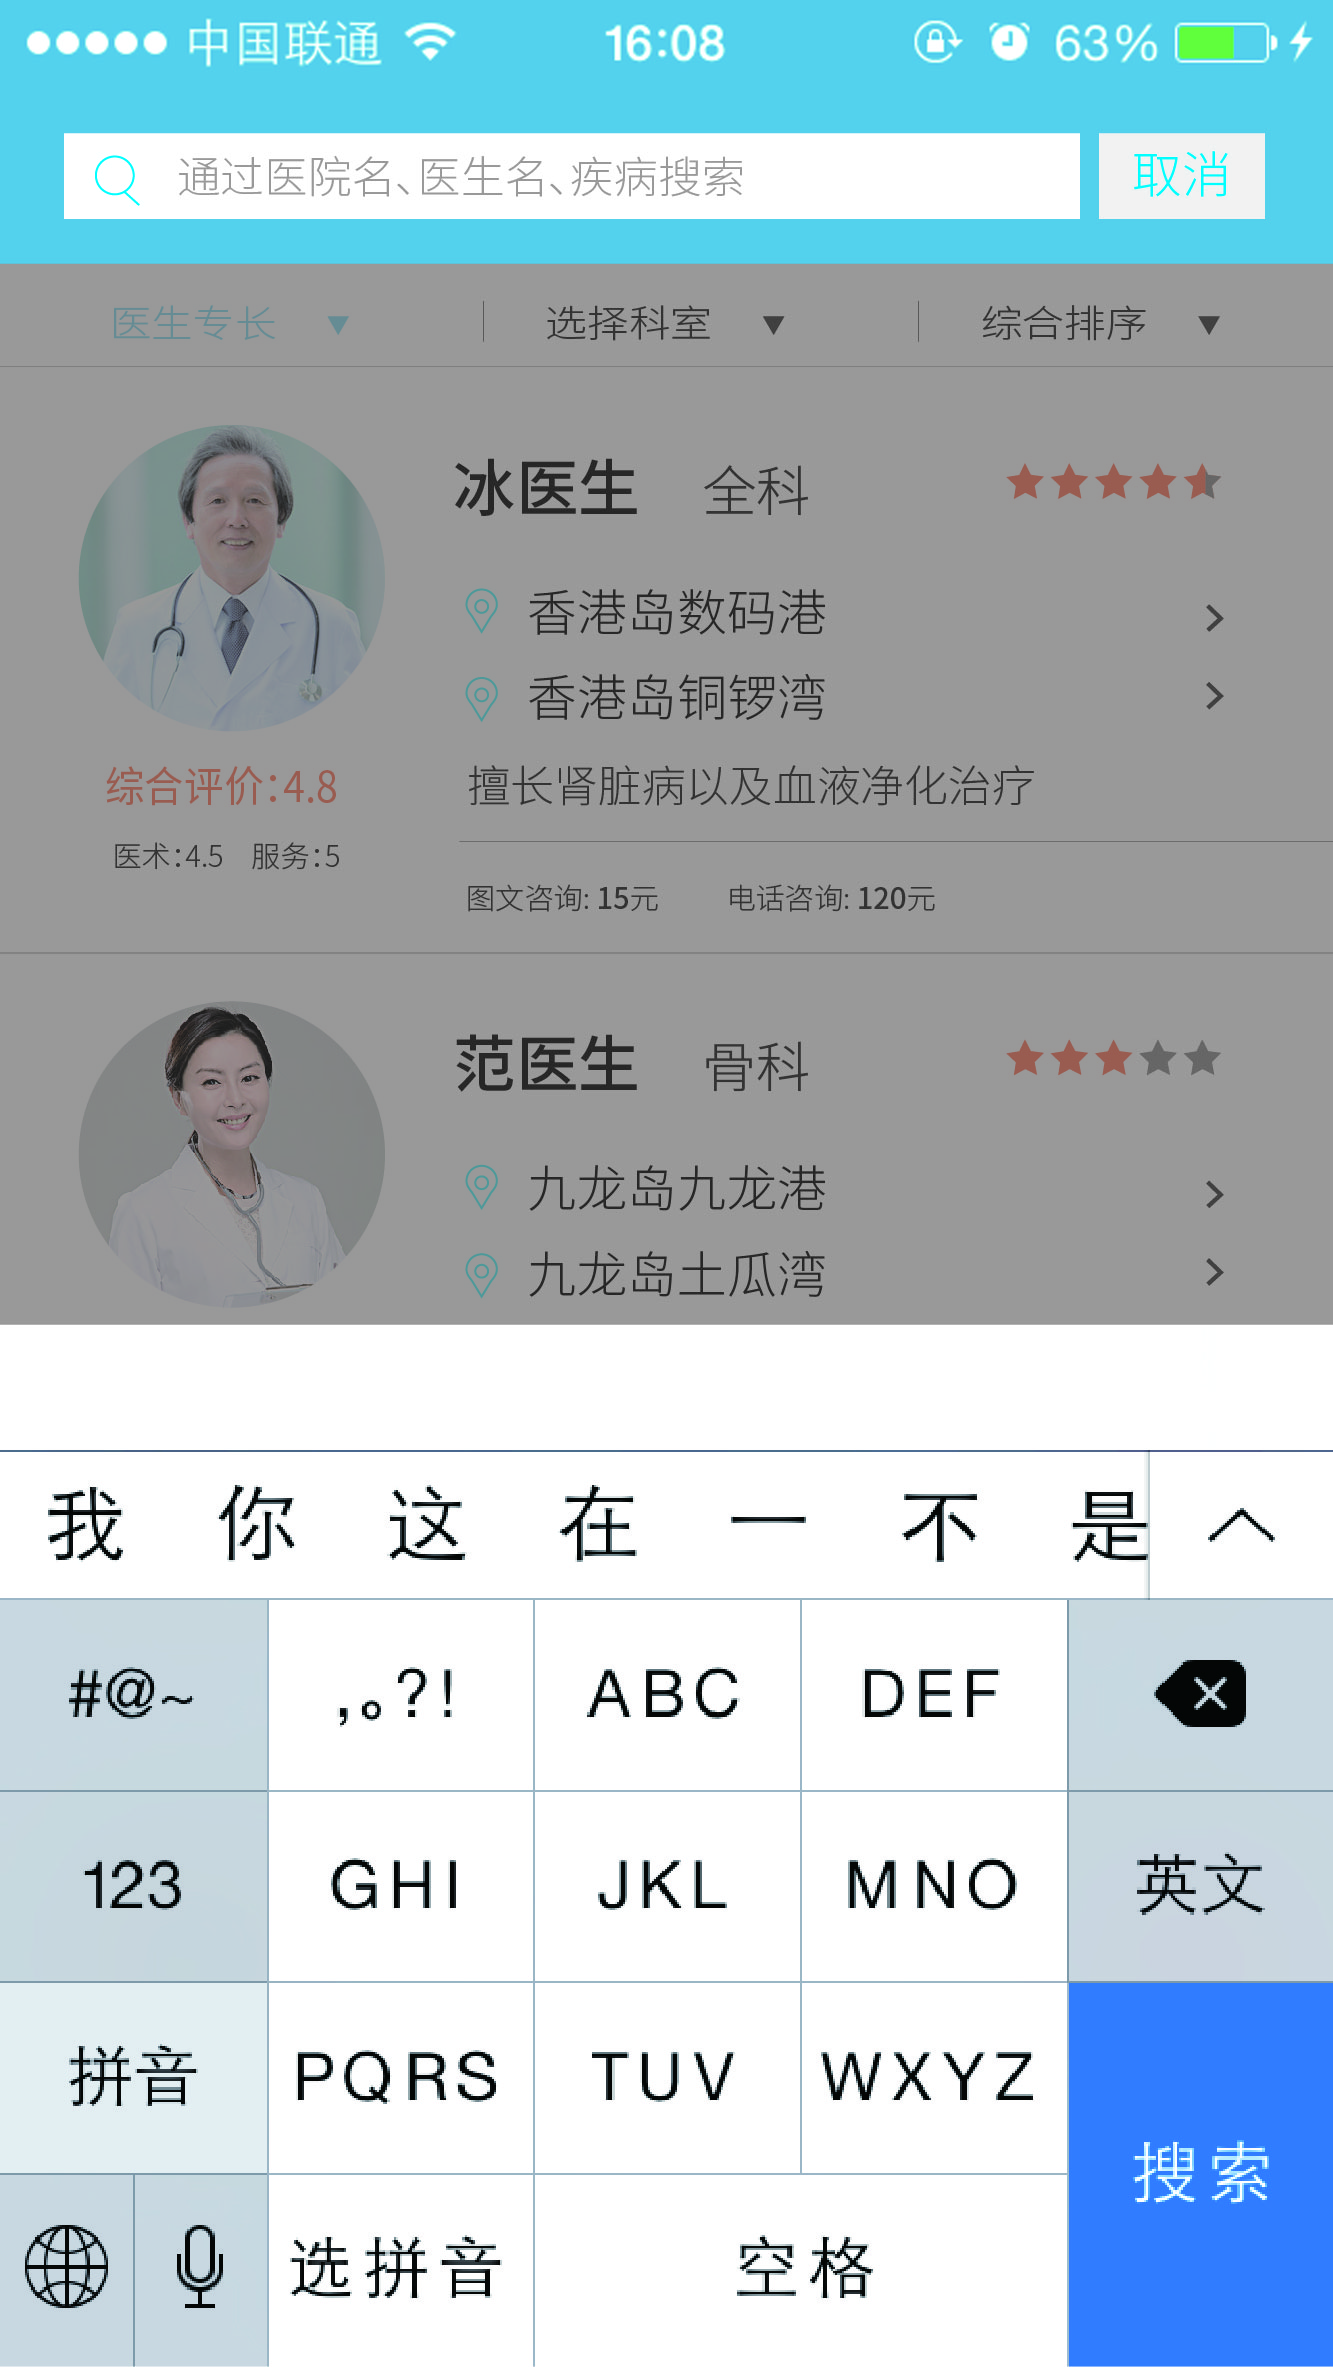 中国联通 16:08 63%
通过医院名、医生名、疾病搜索 取消
医生专长 ▼ 选择科室 ▼ 综合排序 ▼
冰医生 全科
香港岛数码港
香港岛铜锣湾
综合评价:4.8 擅长肾脏病以及血液净化治疗
医术:4.5 服务:5
图文咨询: 15元 电话咨询: 120元
范医生 骨科
九龙岛九龙港
九龙岛土瓜湾
我 你 这 在 一 不 是
#@~ ,。?! ABC DEF
123 GHI JKL MNO 英文
拼音 PQRS TUV WXYZ
搜索
选拼音 空格